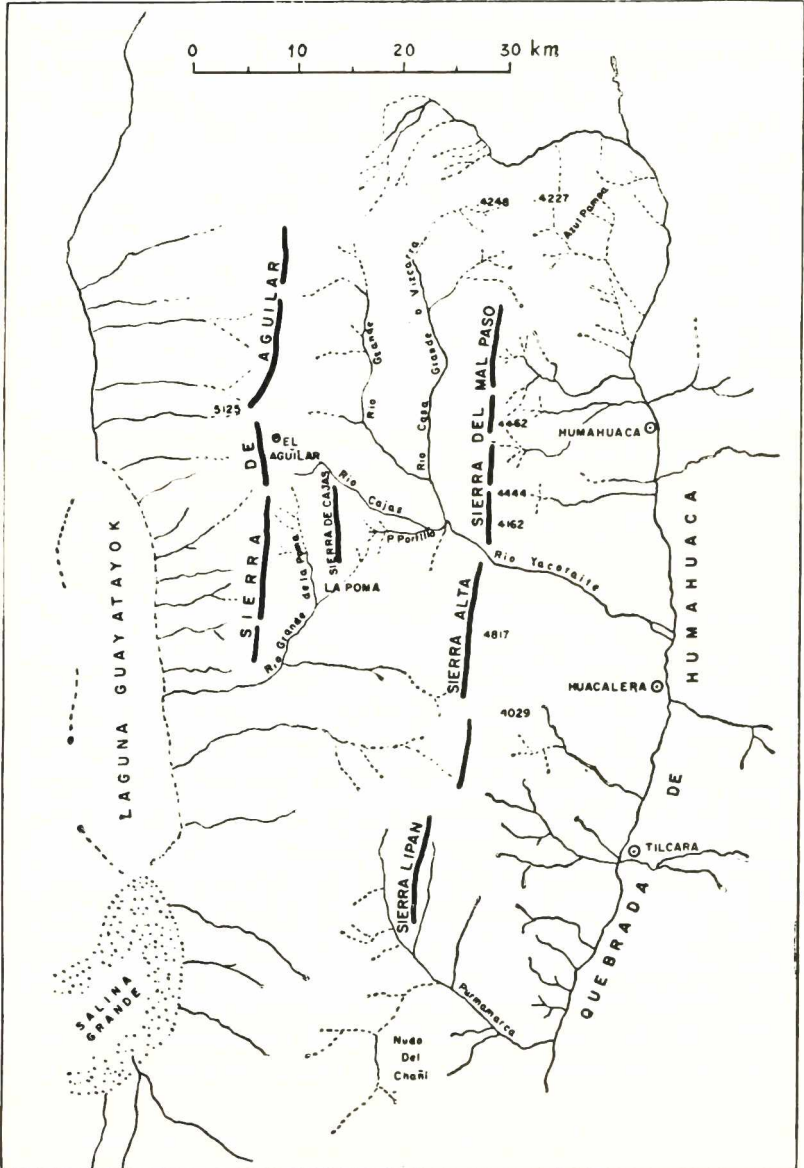 0 10 20 30 km
4248
4227
Azul Pampa
SIERRA DE AGUILAR
Rio Grande
Rio Casa Grande o Vizcarra
SIERRA DEL MAL PASO
5125
4462
HUMAHUACA
EL AGUILAR
Rio Cajas
SIERRA DE CAJAS
4444
4162
P. Portillo
Rio Yacoraite
Rio Grande de la Poma
LA POMA
LAGUNA GUAYATAYOK
SIERRA ALTA
4817
HUACALERA
4029
QUEBRADA DE HUMAHUACA
TILCARA
SIERRA LIPAN
SALINA
GRANDE
Purmamarca
Nudo
Del
Chañi